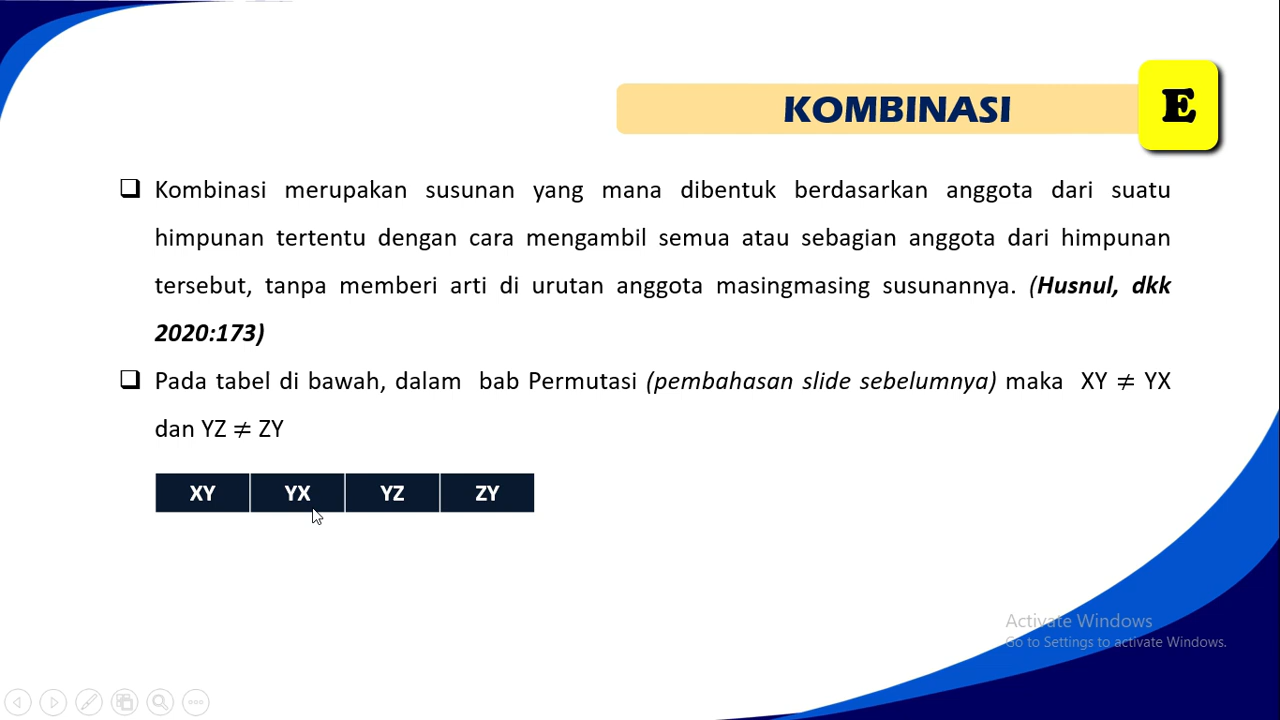 KOMBINASI
E
Kombinasi merupakan susunan yang mana dibentuk berdasarkan anggota dari suatu
himpunan tertentu dengan cara mengambil semua atau sebagian anggota dari himpunan
tersebut, tanpa memberi arti di urutan anggota masingmasing susunannya. (Husnul, dkk
2020:173)
Pada tabel di bawah, dalam bab Permutasi (pembahasan slide sebelumnya) maka XY ≠ YX
dan YZ ≠ ZY
XY YX YZ ZY
Activate Windows
Go to Settings to activate Windows.